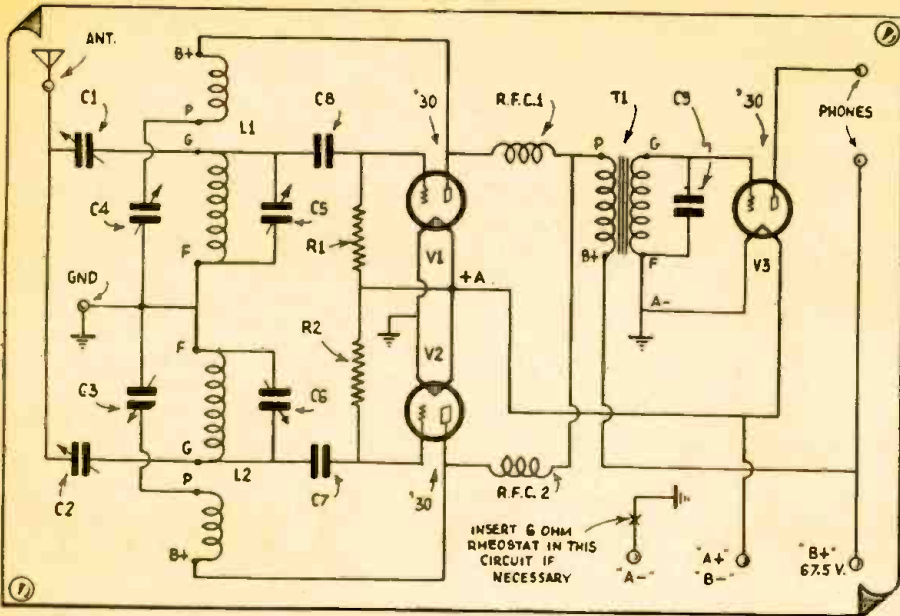 ANT.
B+
C1
P
G
L1
C8
'30
R.F.C.1
T1
C9
'30
PHONES
P
G
C4
C5
R1
V1
B+
F
V3
F
GND
+A
A-
R2
F
V2
C3
C6
G
L2
P
C2
C7
'30
R.F.C. 2
B+
INSERT 6 OHM
RHEOSTAT IN THIS
CIRCUIT IF
NECESSARY
"A-"
"A+"
"B-"
"B+"
67.5 V.